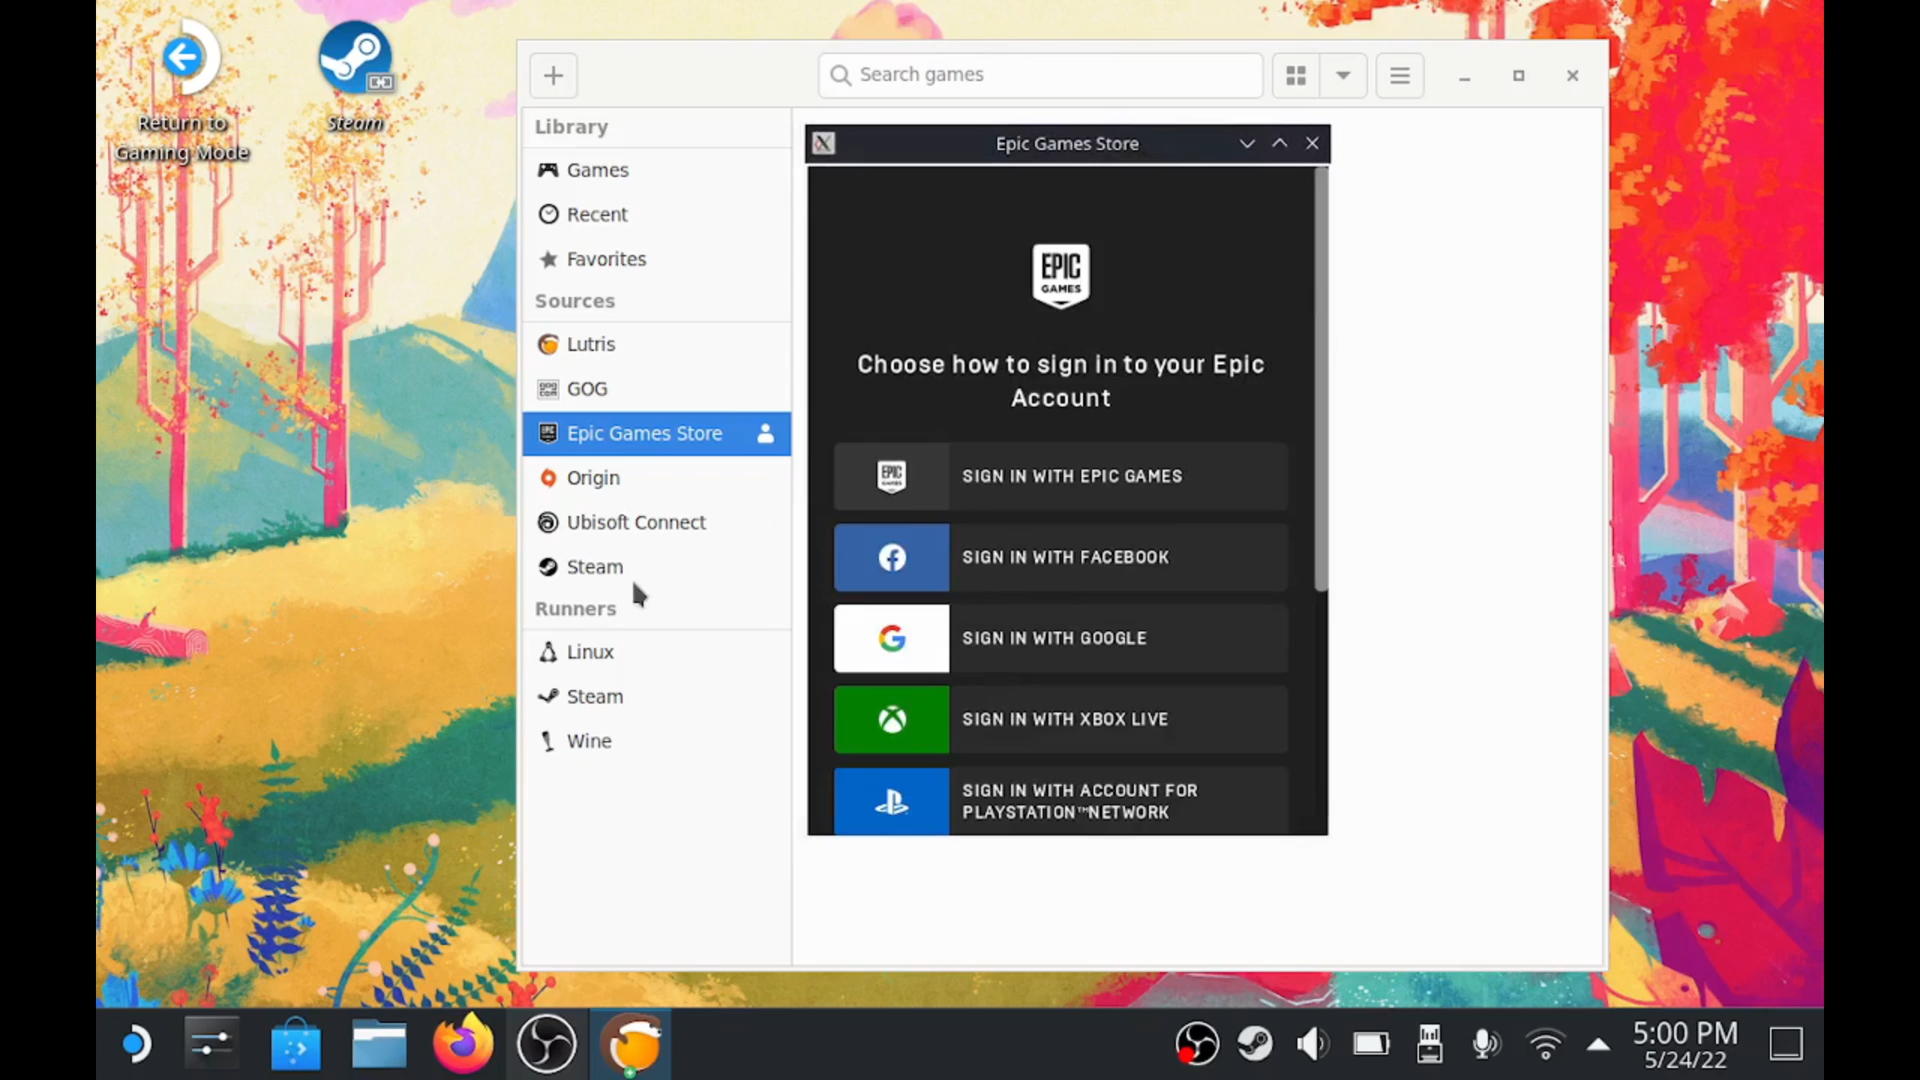 Return to
Gaming Mode
Steam
Search games
Library
Games
Recent
Favorites
Sources
Lutris
GOG
Epic Games Store
Origin
Ubisoft Connect
Steam
Runners
Linux
Steam
Wine
Epic Games Store
EPIC
GAMES
Choose how to sign in to your Epic
Account
EPIC
GAMES
SIGN IN WITH EPIC GAMES
SIGN IN WITH FACEBOOK
SIGN IN WITH GOOGLE
SIGN IN WITH XBOX LIVE
SIGN IN WITH ACCOUNT FOR
PLAYSTATION™NETWORK
5:00 PM
5/24/22